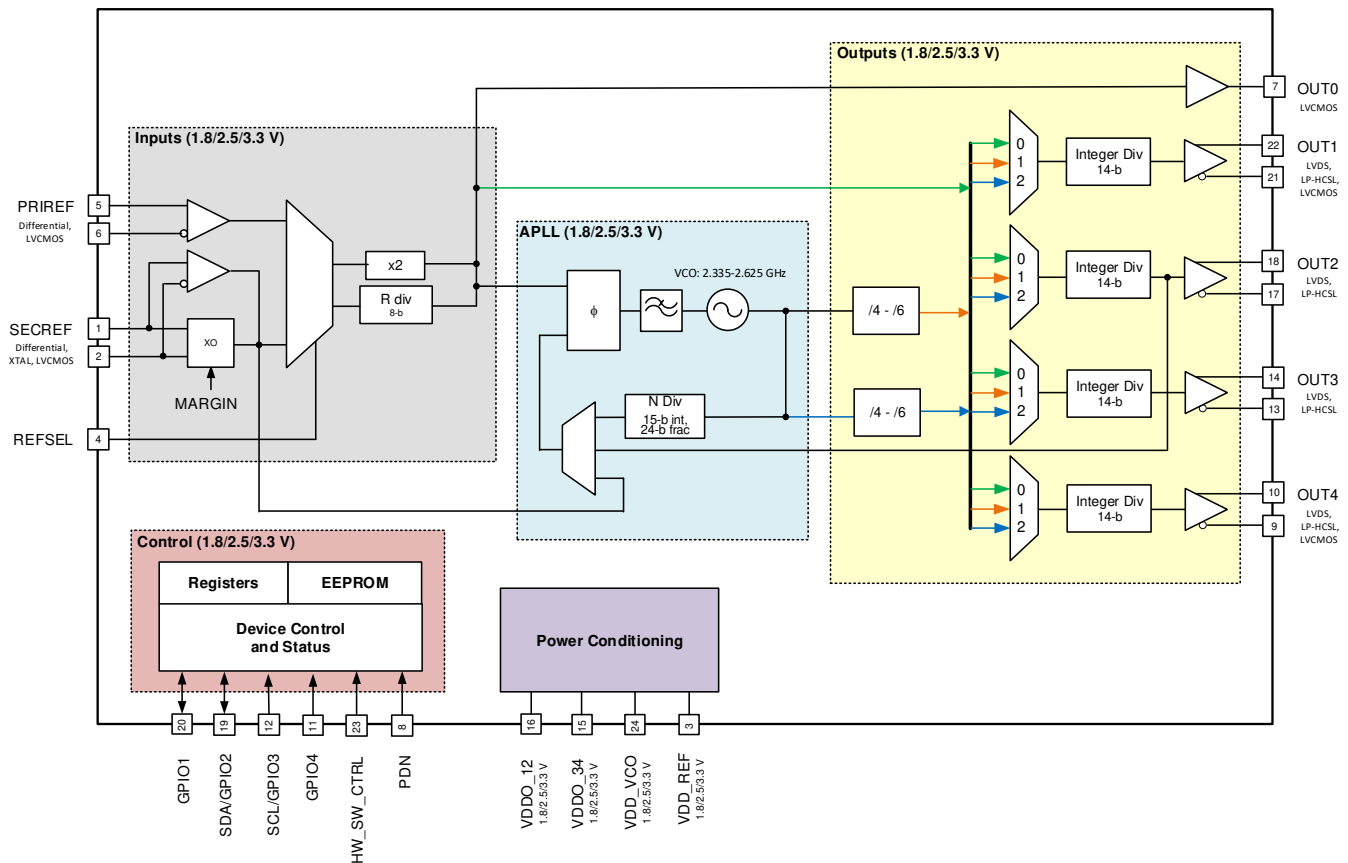 Outputs (1.8/2.5/3.3 V)
7
OUT0
LVCMOS
Inputs (1.8/2.5/3.3 V)
0
1
2
Integer Div
14-b
22
21
OUT1
LVDS,
LP-HCSL,
LVCMOS
PRIREF
Differential,
LVCMOS
5
6
APLL (1.8/2.5/3.3 V)
x2
R div
8-b
VCO: 2.335-2.625 GHz
ϕ
/4 - /6
0
1
2
Integer Div
14-b
18
17
OUT2
LVDS,
LP-HCSL
SECREF
Differential,
XTAL, LVCMOS
1
2
XO
MARGIN
REFSEL
4
N Div
15-b int,
24-b frac
/4 - /6
0
1
2
Integer Div
14-b
14
13
OUT3
LVDS,
LP-HCSL
0
1
2
Integer Div
14-b
10
9
OUT4
LVDS,
LP-HCSL,
LVCMOS
Control (1.8/2.5/3.3 V)
Registers
EEPROM
Device Control
and Status
Power Conditioning
20
19
12
11
23
8
16
15
24
3
GPIO1
SDA/GPIO2
SCL/GPIO3
GPIO4
HW_SW_CTRL
PDN
VDDO_12
1.8/2.5/3.3 V
VDDO_34
1.8/2.5/3.3 V
VDD_VCO
1.8/2.5/3.3 V
VDD_REF
1.8/2.5/3.3 V